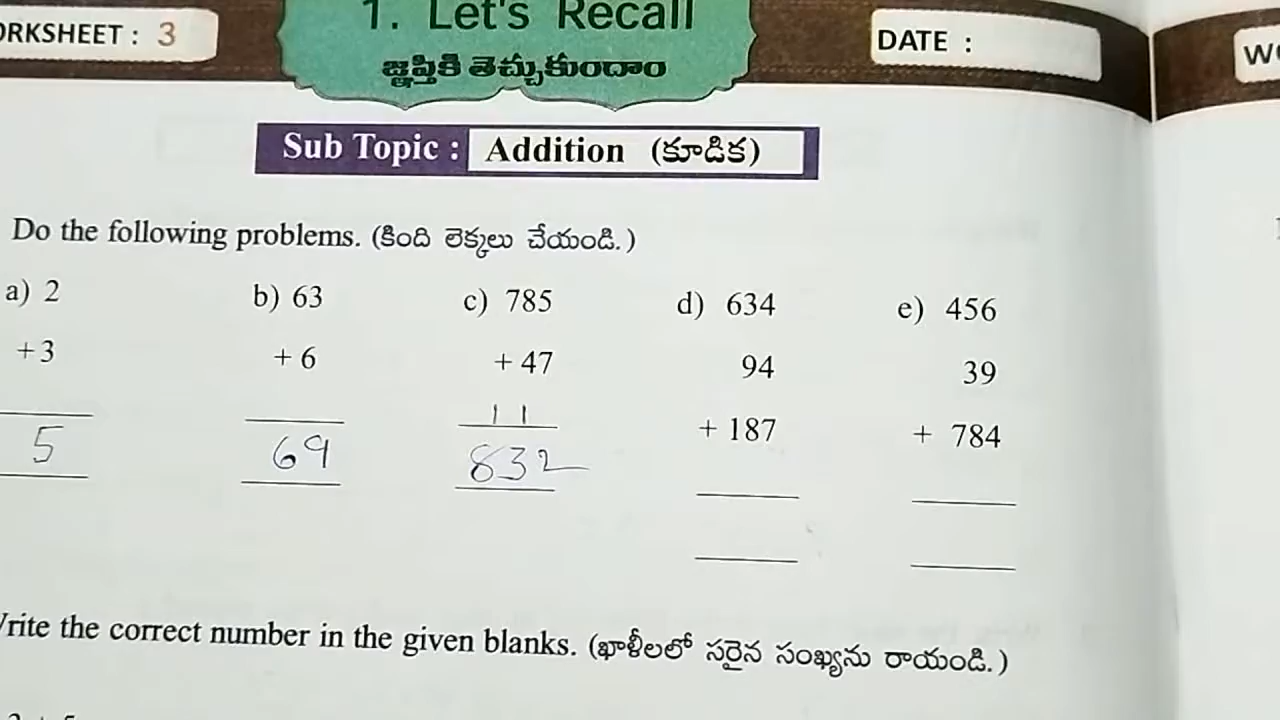 WORKSHEET : 3
1. Let's Recall
DATE :
జ్ఞప్తికి తెచ్చుకుందాం
Sub Topic : Addition (కూడిక)
Do the following problems. (కింది లెక్కలు చేయండి.)
a) 2 b) 63 c) 785 d) 634 e) 456
+3 + 6 + 47 94 39
1 1 + 187 + 784
5 69 832
Write the correct number in the given blanks. (ఖాళీలలో సరైన సంఖ్యను రాయండి.)